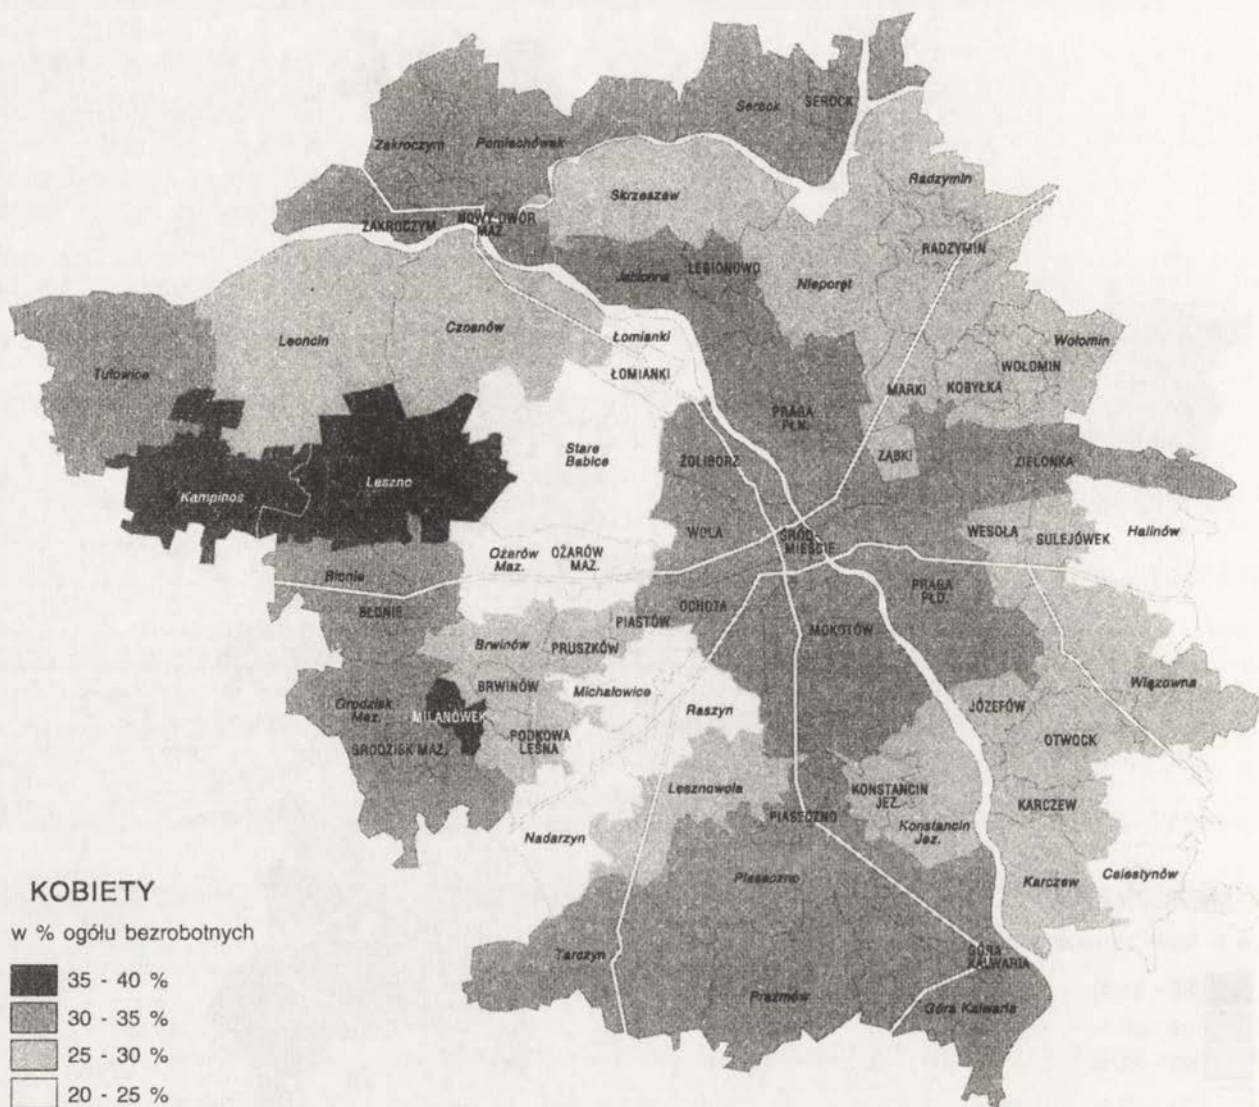 Serock
SEROCK
Zakroczym
Pomiechówek
Radzymin
Skrzeszew
ZAKROCZYM
NOWY DWÓR
MAZ.
RADZYMIN
Jabłonna
LEGIONOWO
Nieporęt
Leoncin
Czosnów
Łomianki
Wołomin
Tułowice
ŁOMIANKI
WOŁOMIN
MARKI
KOBYŁKA
PRAGA
PŁN.
Stare
Babice
ŻOLIBORZ
ZĄBKI
ZIELONKA
Kampinos
Leszno
WOLA
ŚRÓD-
MIEŚCIE
WESOŁA
SULEJÓWEK
Halinów
Ożarów
Maz.
OŻARÓW
MAZ.
Błonie
BŁONIE
PRAGA
PŁD.
OCHOTA
PIASTÓW
MOKOTÓW
Brwinów
PRUSZKÓW
BRWINÓW
Michałowice
Wiązowna
Grodzisk
Maz.
MILANÓWEK
Raszyn
JÓZEFÓW
PODKOWA
LEŚNA
OTWOCK
GRODZISK MAZ.
Lesznowola
KONSTANCIN
JEZ.
KARCZEW
PIASECZNO
Konstancin
Jez.
Nadarzyn
Piaseczno
Karczew
Celestynów
Tarczyn
GÓRA
KALWARIA
Prażmów
Góra Kalwaria
KOBIETY
w % ogółu bezrobotnych
35 - 40 %
30 - 35 %
25 - 30 %
20 - 25 %